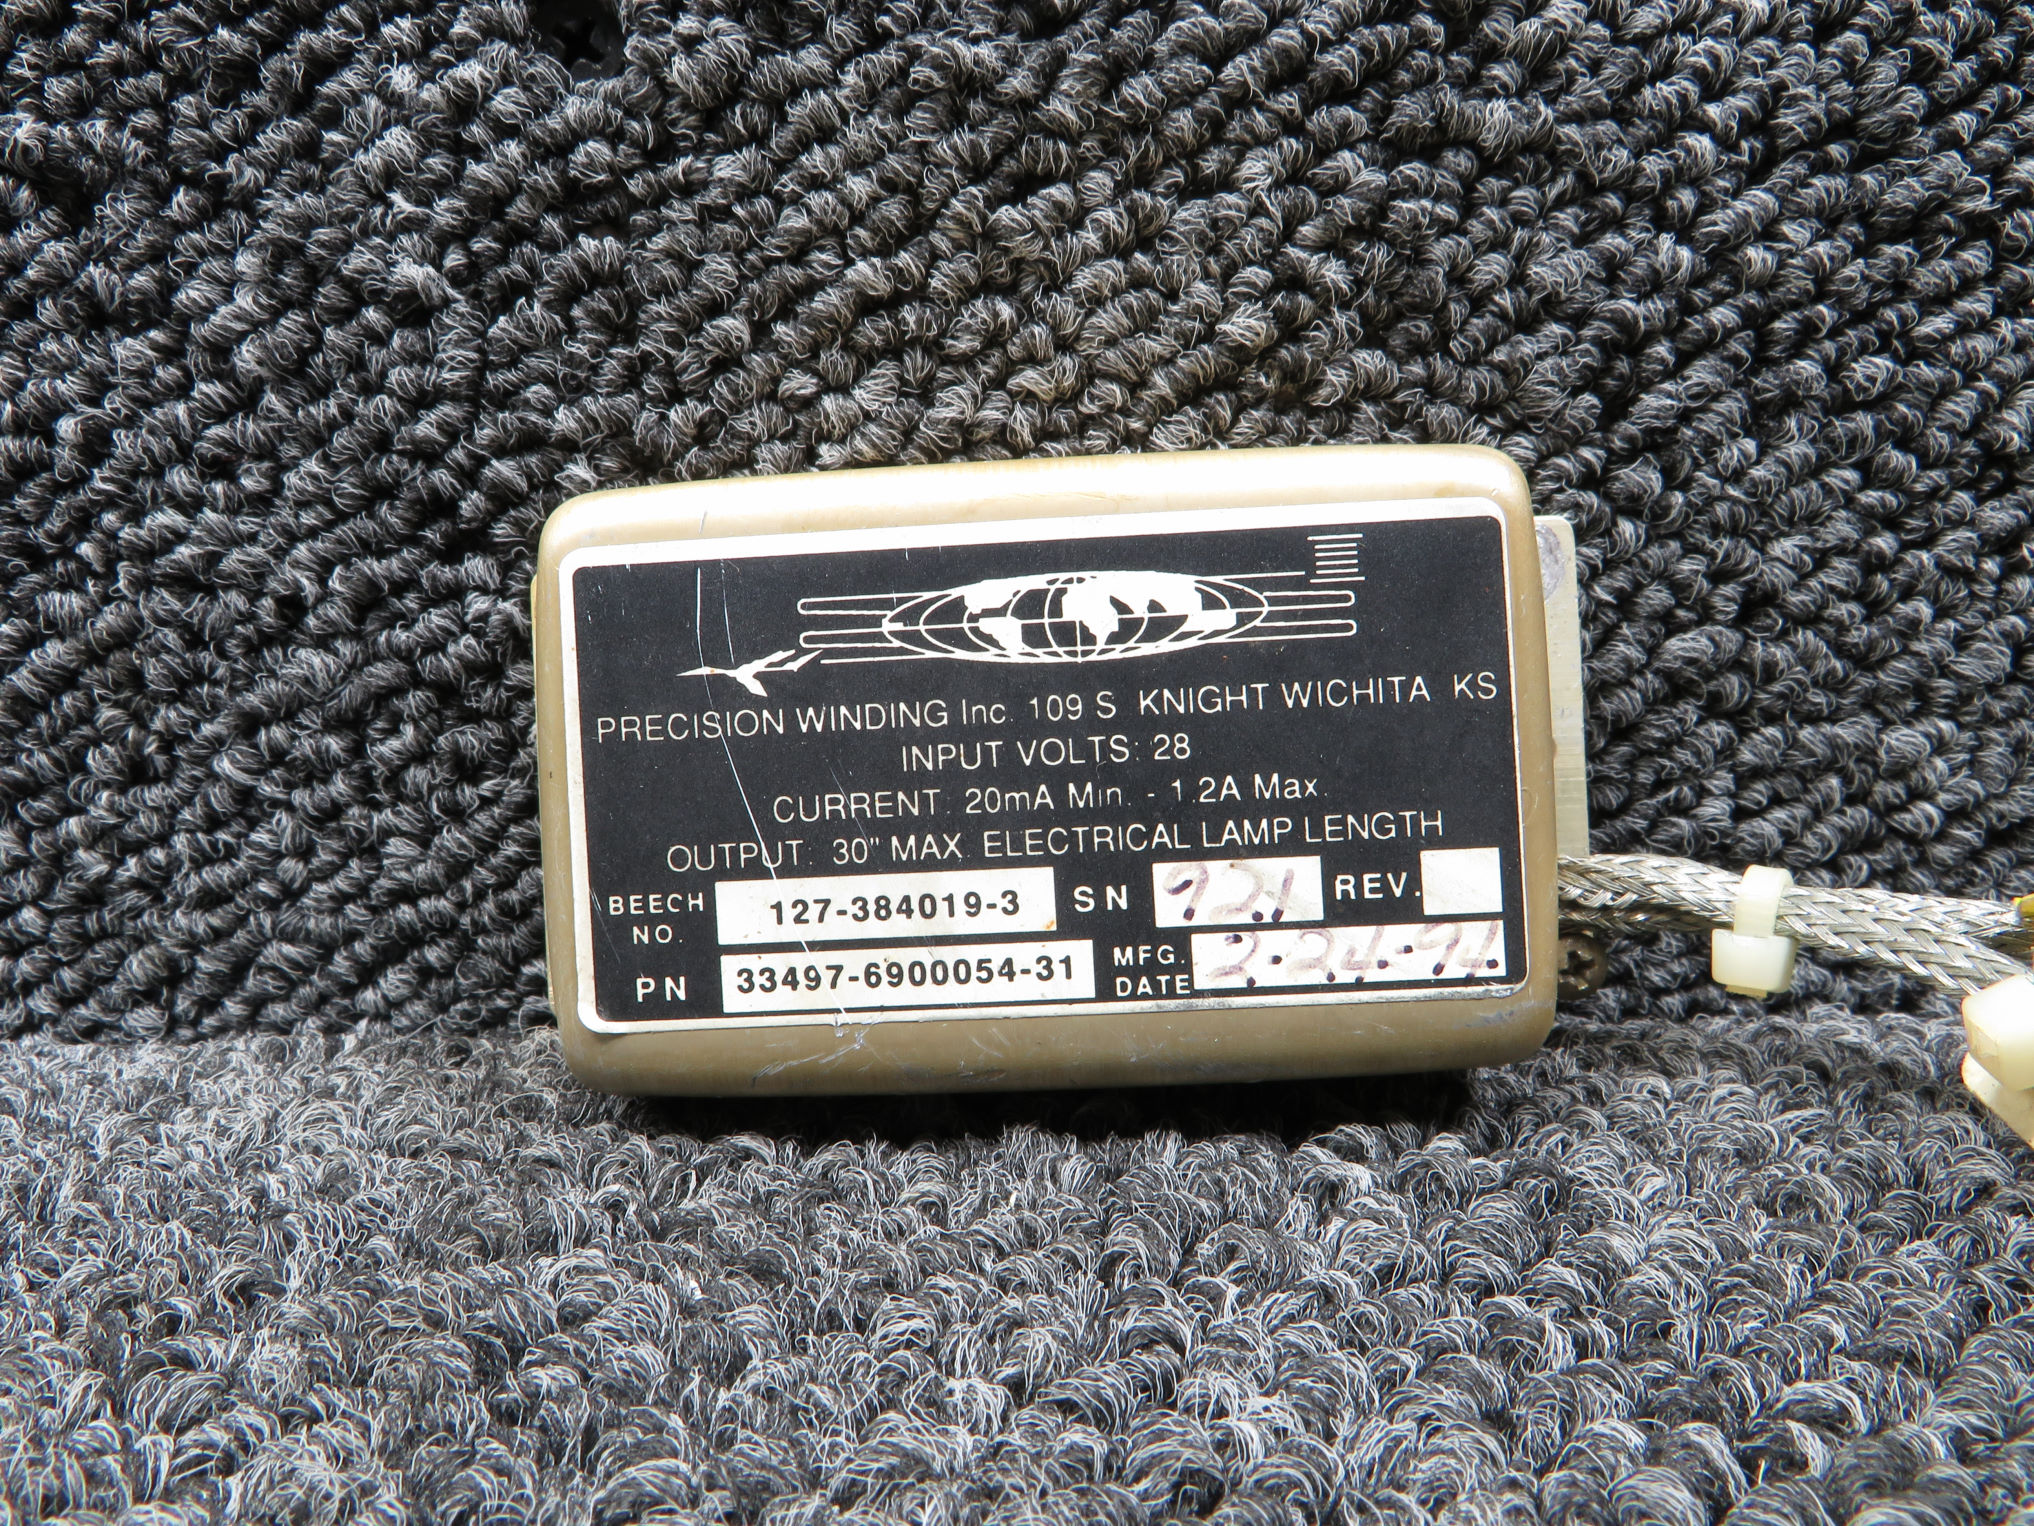 PRECISION WINDING Inc. 109 S KNIGHT WICHITA KS
INPUT VOLTS: 28
CURRENT: 20mA Min. - 1.2A Max.
OUTPUT: 30" MAX. ELECTRICAL LAMP LENGTH
BEECH NO. 127-384019-3 SN 921 REV.
PN 33497-6900054-31 MFG. DATE 2-24-94